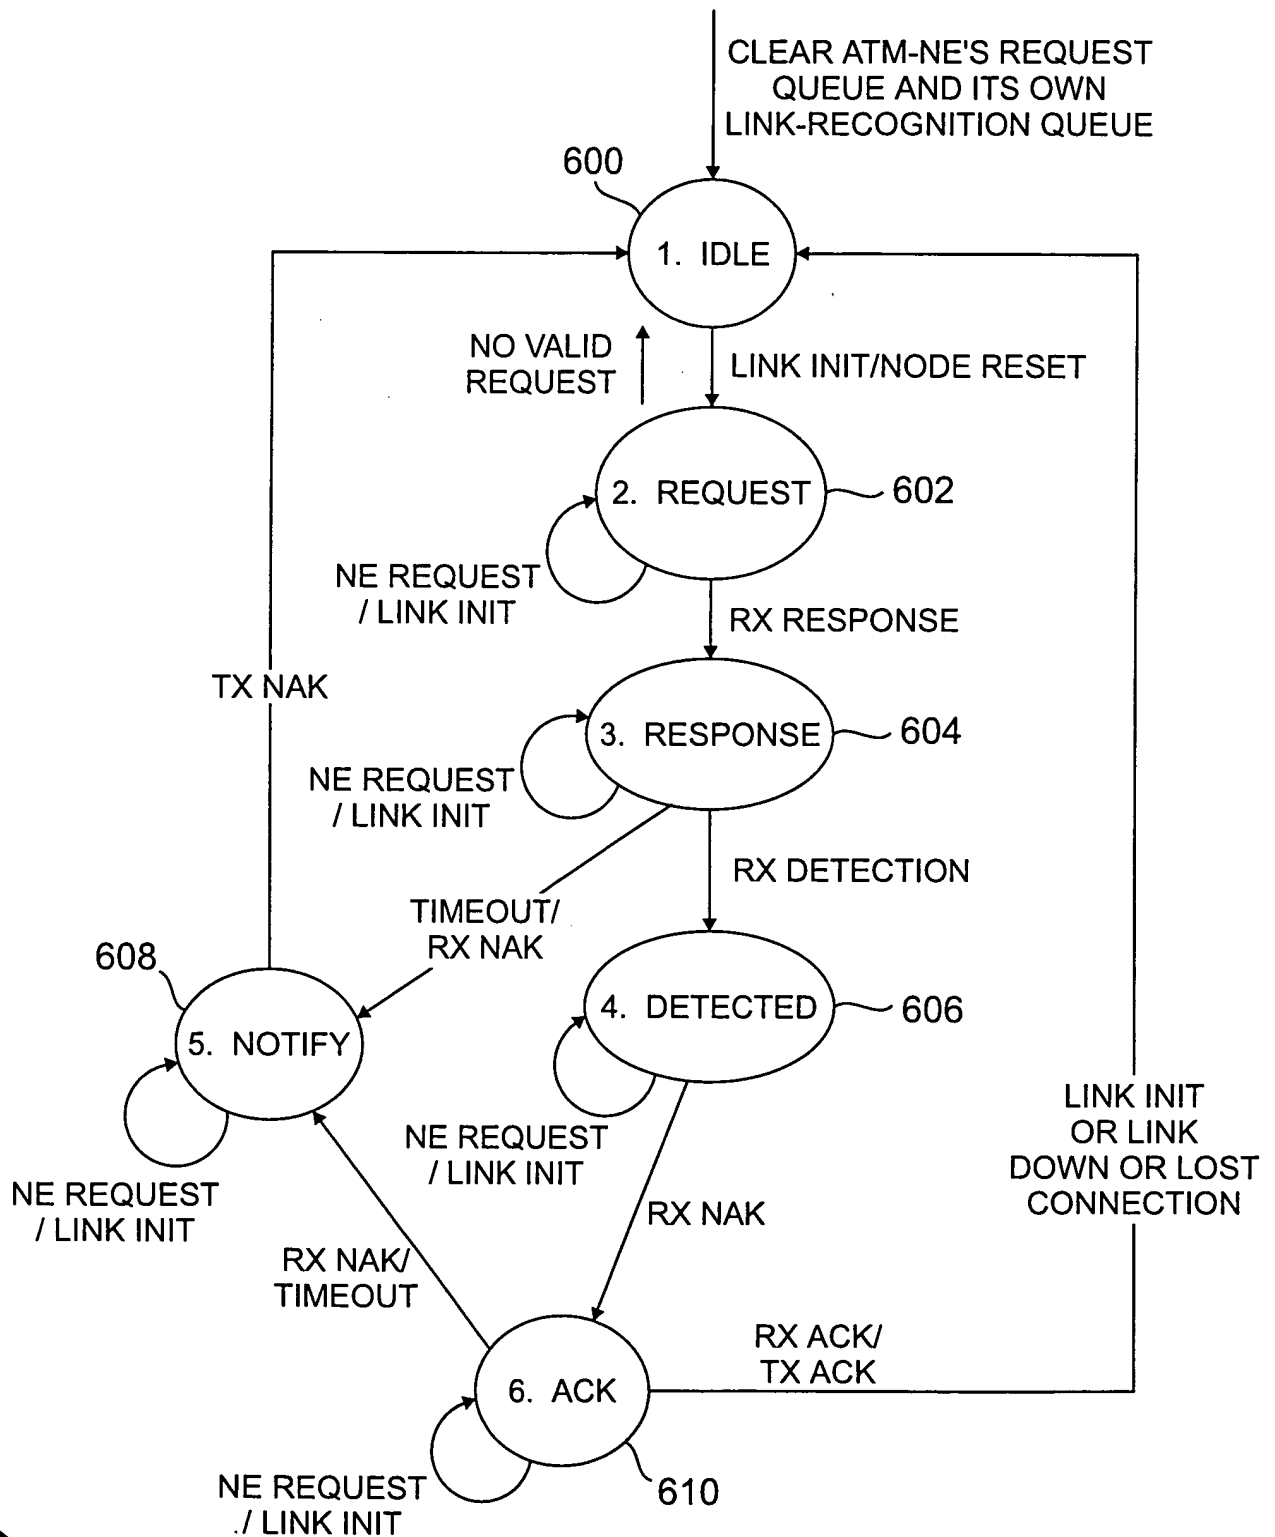 CLEAR ATM-NE'S REQUEST
QUEUE AND ITS OWN
LINK-RECOGNITION QUEUE
600
1. IDLE
NO VALID
REQUEST
LINK INIT/NODE RESET
2. REQUEST
602
NE REQUEST
/ LINK INIT
RX RESPONSE
TX NAK
3. RESPONSE
604
NE REQUEST
/ LINK INIT
RX DETECTION
TIMEOUT/
RX NAK
608
4. DETECTED
606
5. NOTIFY
NE REQUEST
/ LINK INIT
LINK INIT
OR LINK
DOWN OR LOST
CONNECTION
NE REQUEST
/ LINK INIT
RX NAK
RX NAK/
TIMEOUT
RX ACK/
TX ACK
6. ACK
610
NE REQUEST
/ LINK INIT